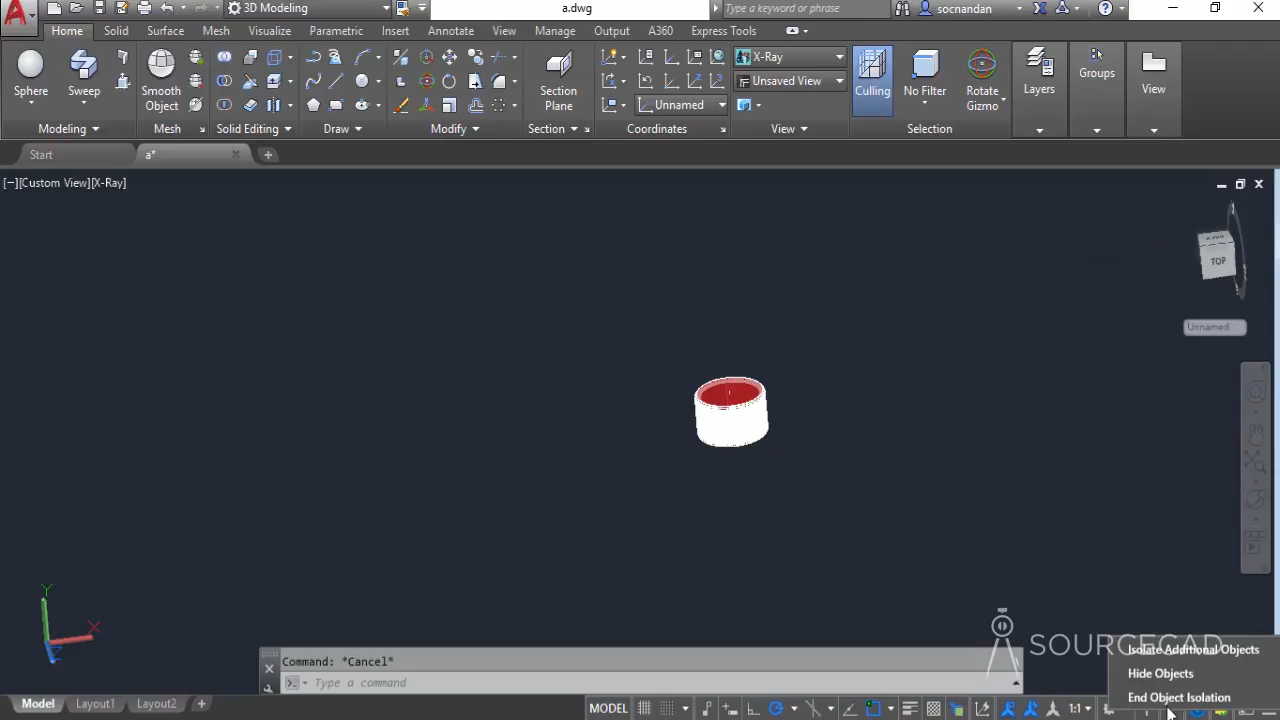 3D Modeling
a.dwg
Type a keyword or phrase
socnandan
Home Solid Surface Mesh Visualize Parametric Insert Annotate View Manage Output A360 Express Tools
Sphere
Sweep
Smooth Object
Section Plane
X-Ray
Unsaved View
Unnamed
Culling
No Filter
Rotate Gizmo
Layers
Groups
View
Modeling Mesh Solid Editing Draw Modify Section Coordinates View Selection
Start a*
[−][Custom View][X-Ray]
TOP
Unnamed
Y
X
Z
SOURCECAD
Command: *Cancel*
Type a command
Isolate Additional Objects
Hide Objects
End Object Isolation
Model Layout1 Layout2
MODEL
1:1